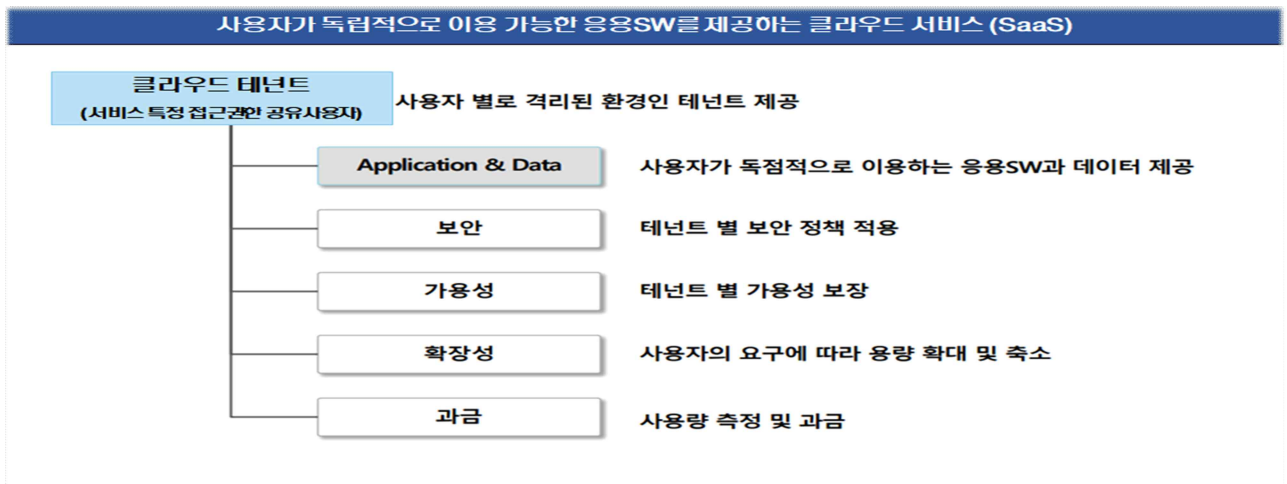 사용자가 독립적으로 이용 가능한 응용SW를 제공하는 클라우드 서비스 (SaaS)
클라우드 테넌트
(서비스 특정 접근권한 공유사용자)
사용자 별로 격리된 환경인 테넌트 제공
Application & Data
사용자가 독점적으로 이용하는 응용SW과 데이터 제공
보안
테넌트 별 보안 정책 적용
가용성
테넌트 별 가용성 보장
확장성
사용자의 요구에 따라 용량 확대 및 축소
과금
사용량 측정 및 과금